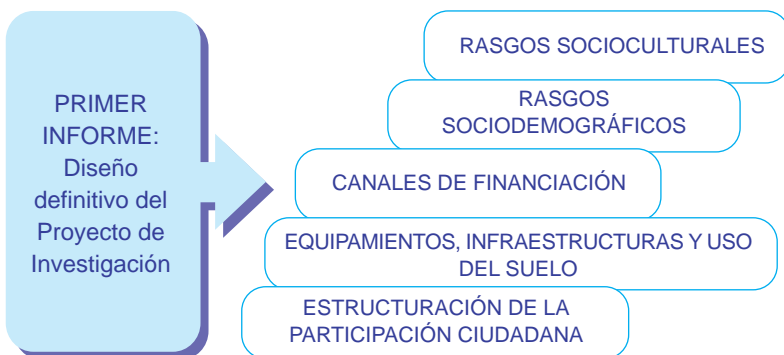 PRIMER
INFORME:
Diseño
definitivo del
Proyecto de
Investigación
RASGOS SOCIOCULTURALES
RASGOS
SOCIODEMOGRÁFICOS
CANALES DE FINANCIACIÓN
EQUIPAMIENTOS, INFRAESTRUCTURAS Y USO
DEL SUELO
ESTRUCTURACIÓN DE LA
PARTICIPACIÓN CIUDADANA